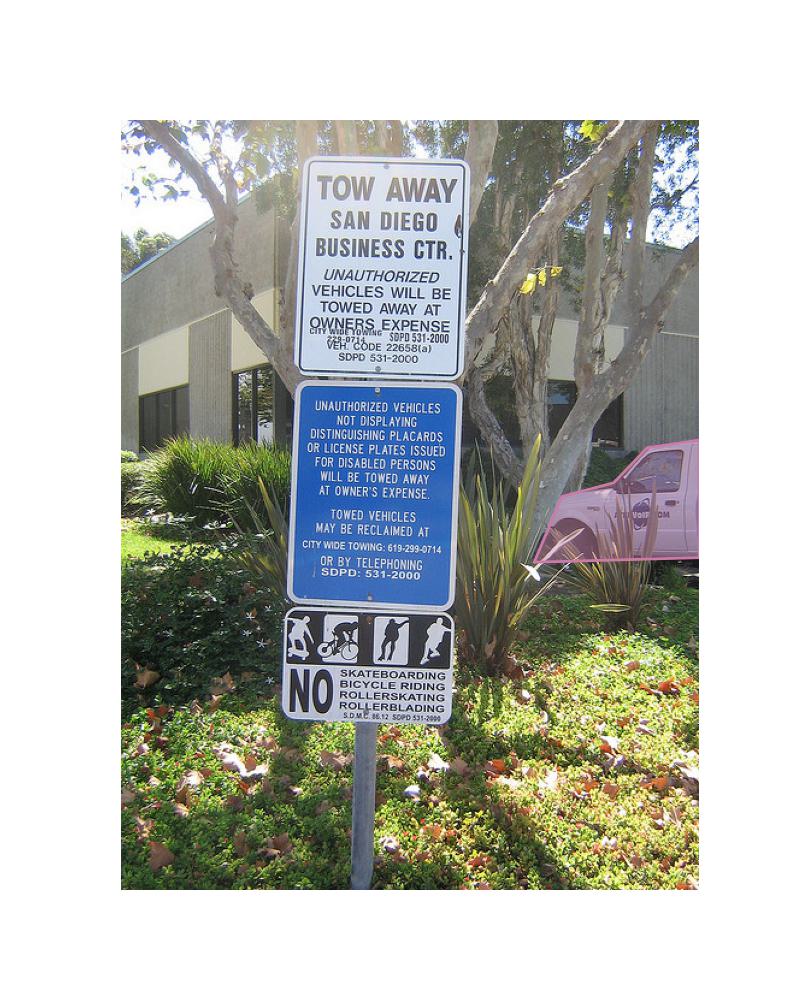 TOW AWAY
SAN DIEGO
BUSINESS CTR.
UNAUTHORIZED
VEHICLES WILL BE
TOWED AWAY AT
OWNERS EXPENSE
CITY WIDE TOWING
229-0714 SDPD 531-2000
VEH. CODE 22658(a)
SDPD 531-2000
UNAUTHORIZED VEHICLES
NOT DISPLAYING
DISTINGUISHING PLACARDS
OR LICENSE PLATES ISSUED
FOR DISABLED PERSONS
WILL BE TOWED AWAY
AT OWNER'S EXPENSE.
TOWED VEHICLES
MAY BE RECLAIMED AT
CITY WIDE TOWING: 619-299-0714
OR BY TELEPHONING
SDPD: 531-2000
NO
SKATEBOARDING
BICYCLE RIDING
ROLLERSKATING
ROLLERBLADING
S.D.M.C. 86.12 SDPD 531-2000